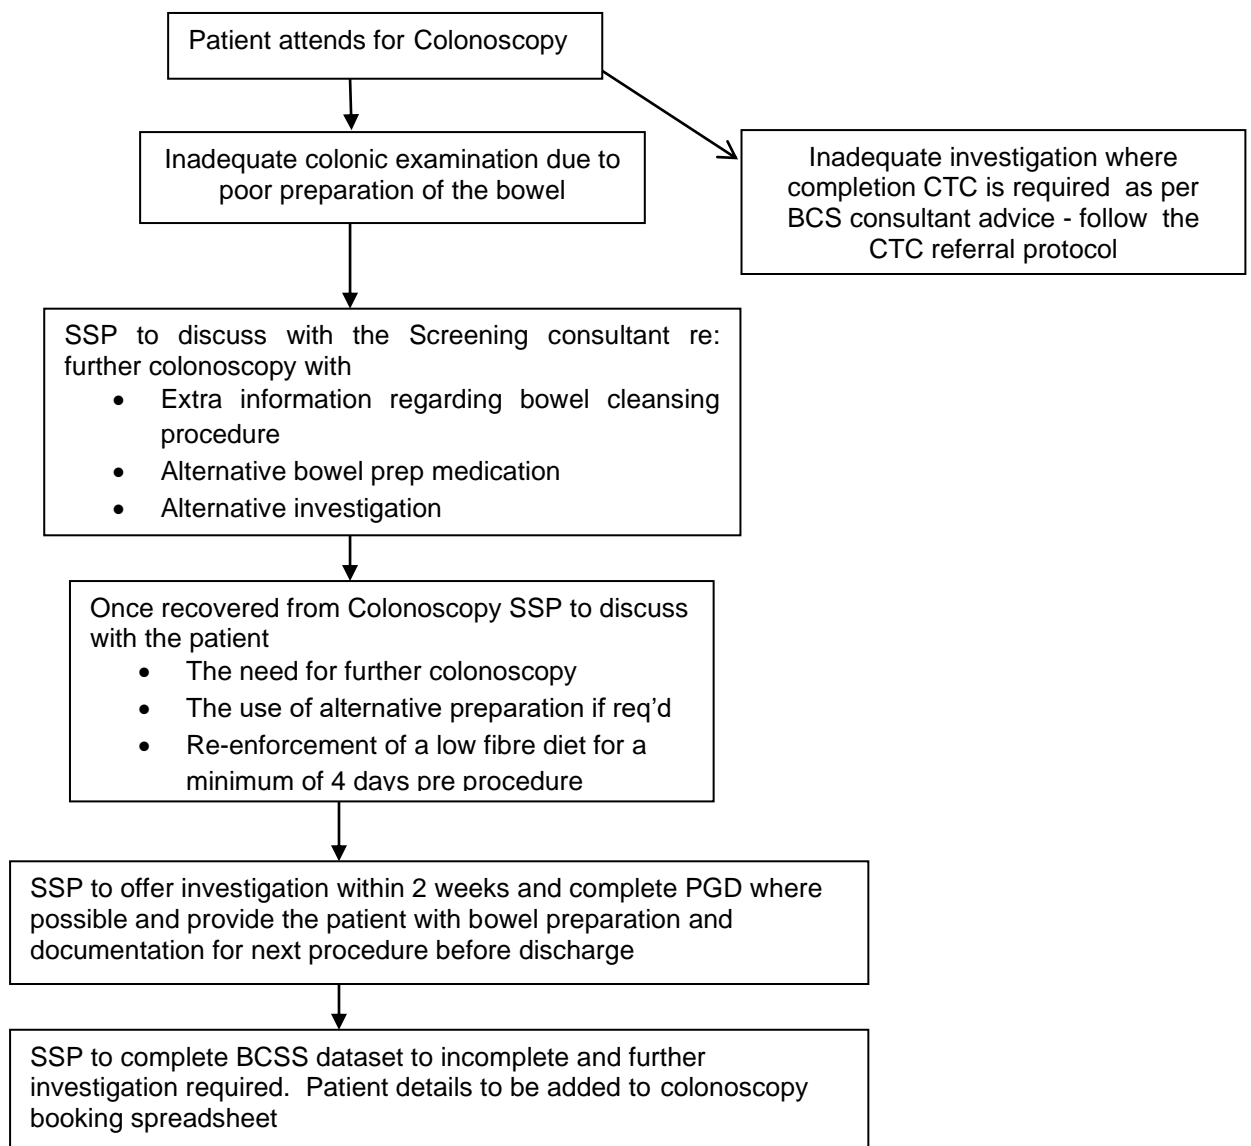 Patient attends for Colonoscopy
Inadequate colonic examination due to
poor preparation of the bowel
Inadequate investigation where
completion CTC is required as per
BCS consultant advice - follow the
CTC referral protocol
SSP to discuss with the Screening consultant re:
further colonoscopy with
• Extra information regarding bowel cleansing
procedure
• Alternative bowel prep medication
• Alternative investigation
Once recovered from Colonoscopy SSP to discuss
with the patient
• The need for further colonoscopy
• The use of alternative preparation if req'd
• Re-enforcement of a low fibre diet for a
minimum of 4 days pre procedure
SSP to offer investigation within 2 weeks and complete PGD where
possible and provide the patient with bowel preparation and
documentation for next procedure before discharge
SSP to complete BCSS dataset to incomplete and further
investigation required. Patient details to be added to colonoscopy
booking spreadsheet